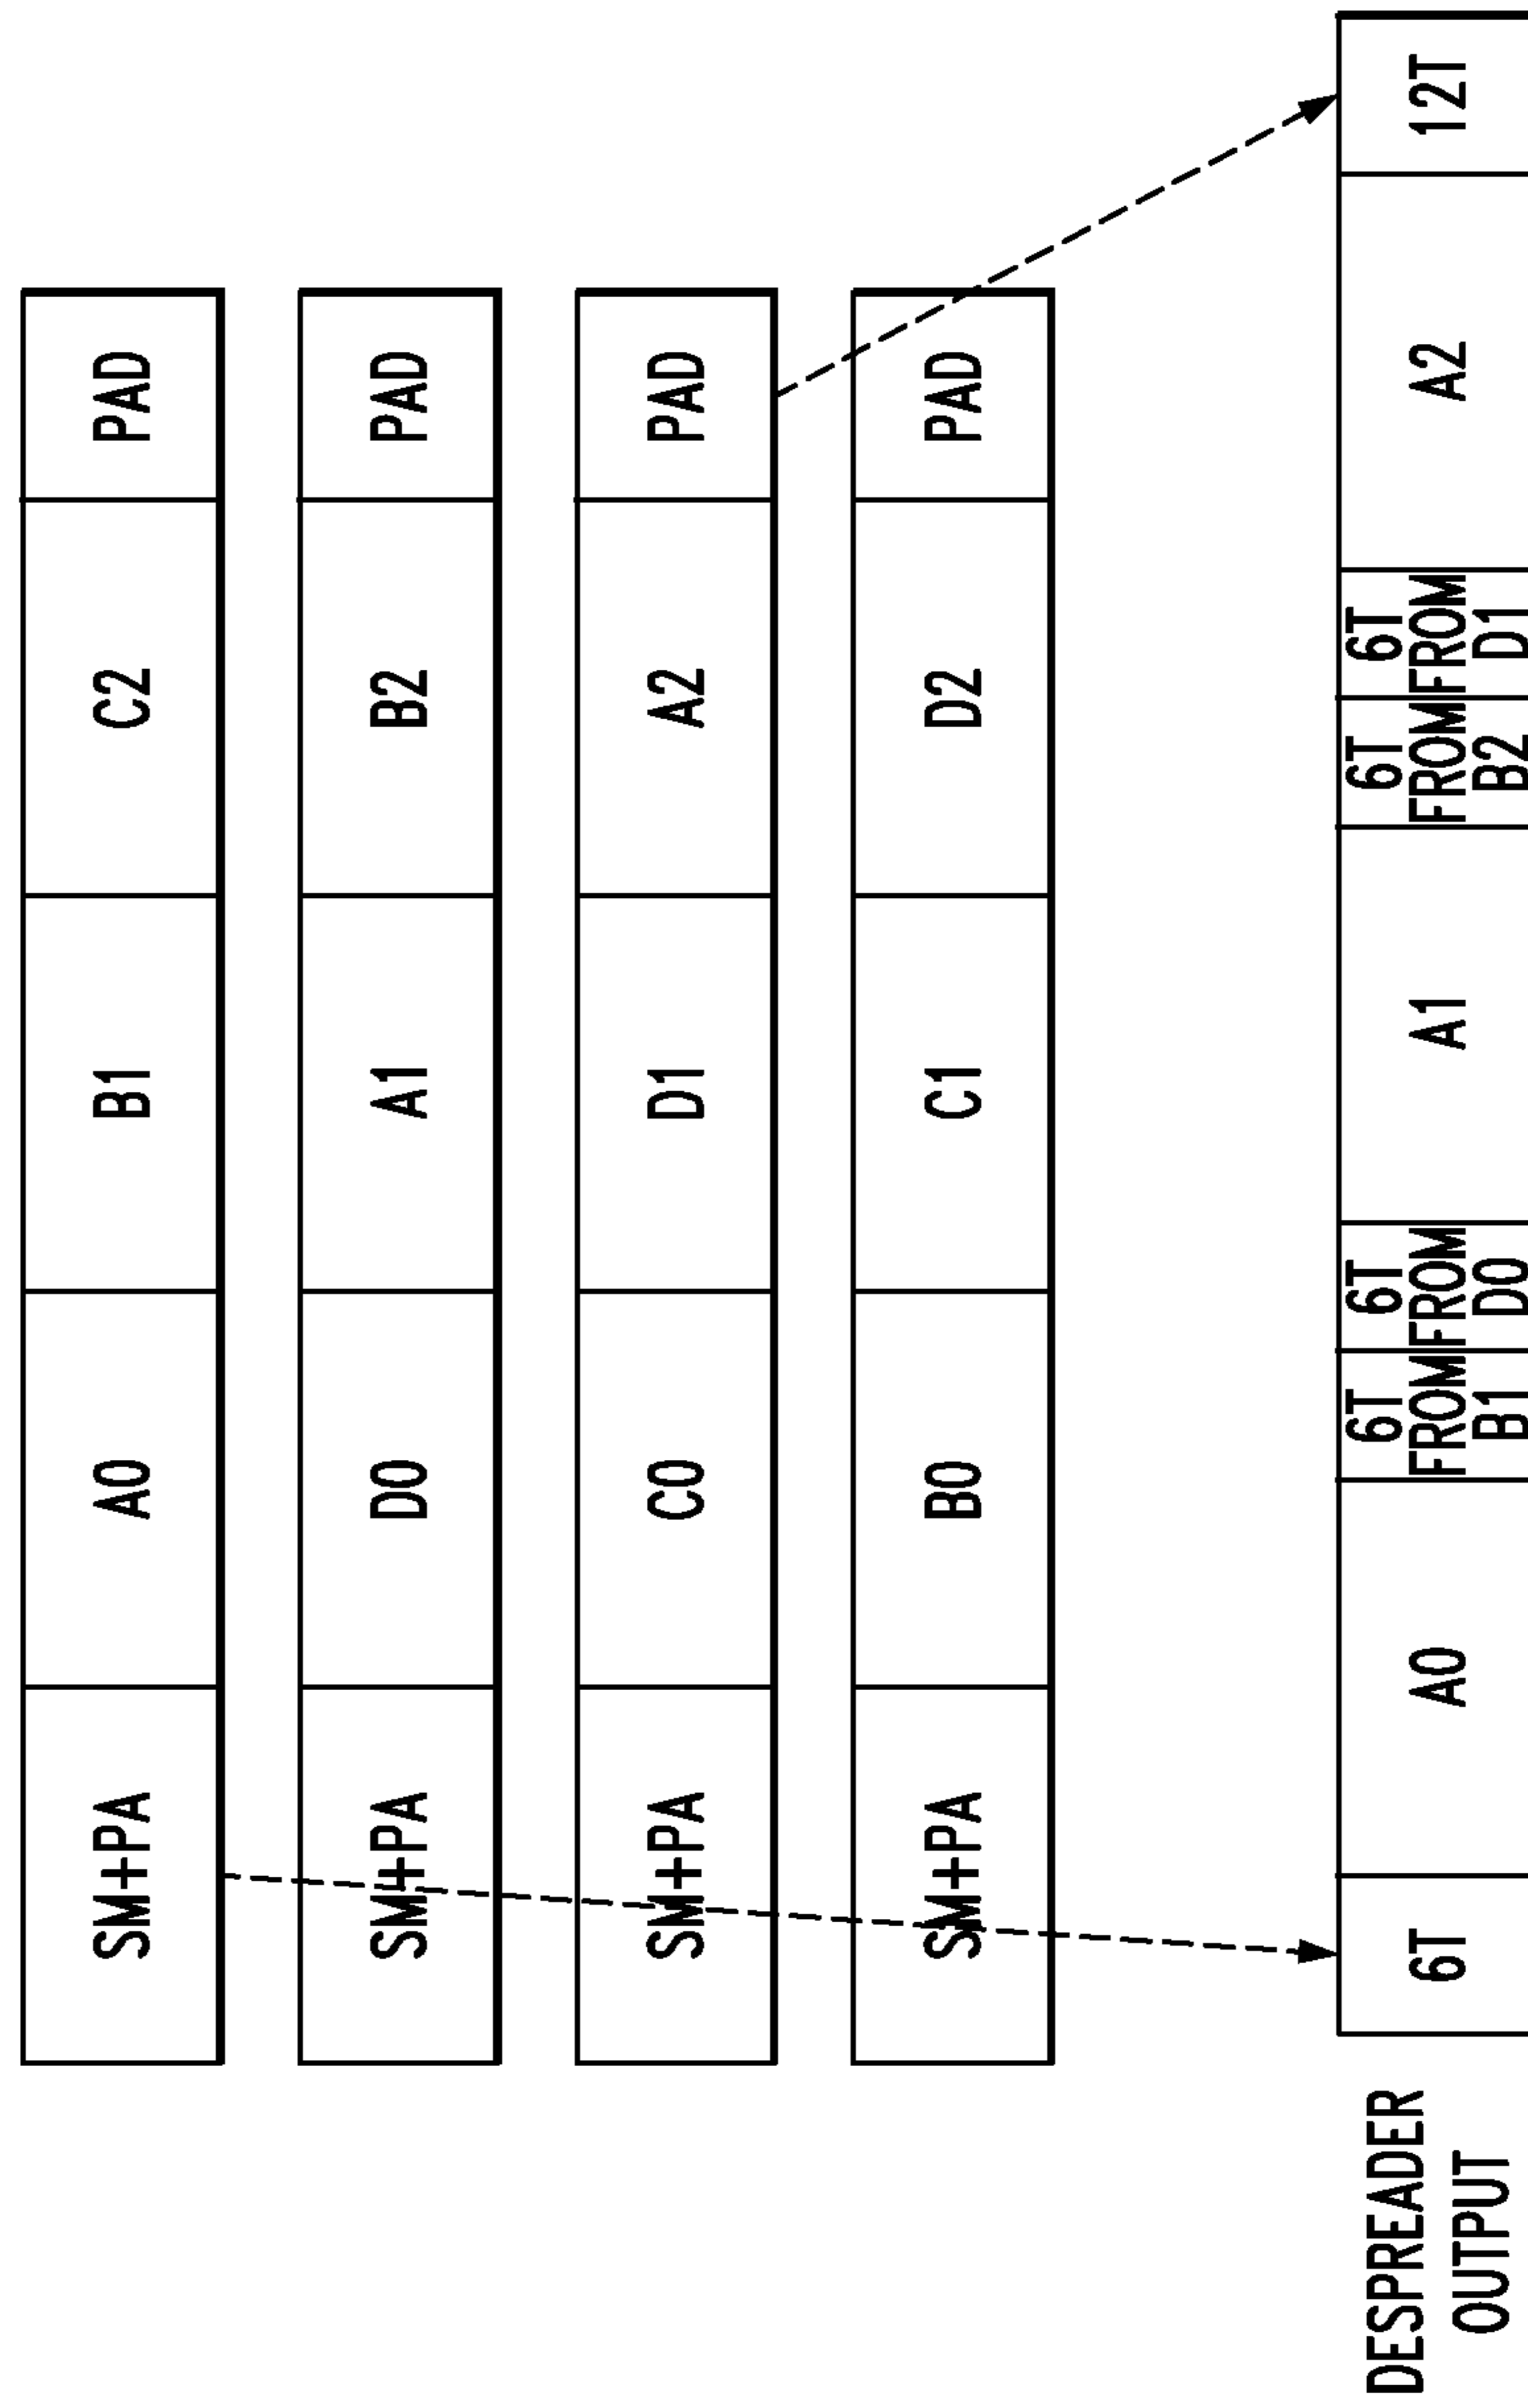 SM+PA A0 B1 C2 PAD
SM+PA D0 A1 B2 PAD
SM+PA C0 D1 A2 PAD
SM+PA B0 C1 D2 PAD
DESPREADER
OUTPUT
6T
A0
6T
FROM
B1
6T
FROM
D0
A1
6T
FROM
B2
6T
FROM
D1
A2
12T